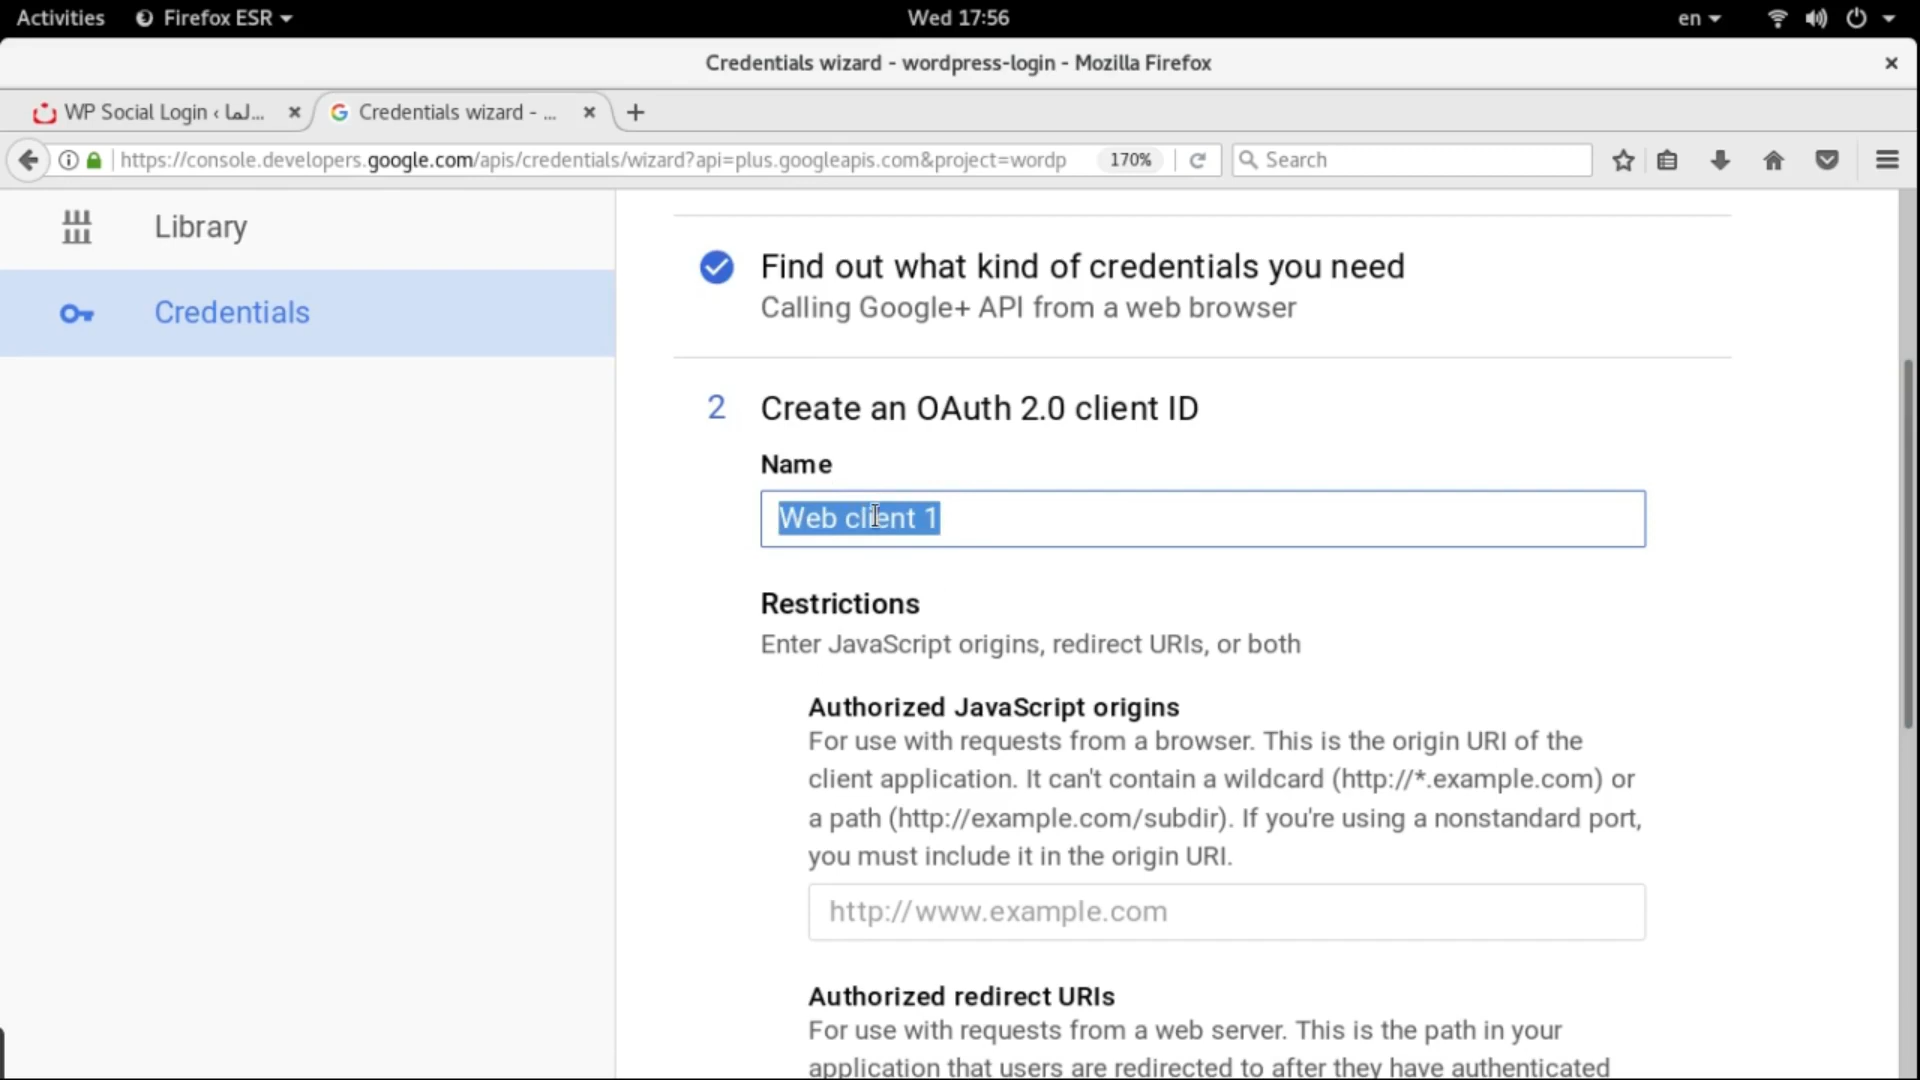 Activities Firefox ESR Wed 17:56 en
Credentials wizard - wordpress-login - Mozilla Firefox
WP Social Login ‹ لما... Credentials wizard - ...
https://console.developers.google.com/apis/credentials/wizard?api=plus.googleapis.com&project=wordp 170% Search
Library
Credentials
Find out what kind of credentials you need
Calling Google+ API from a web browser
2 Create an OAuth 2.0 client ID
Name
Web client 1
Restrictions
Enter JavaScript origins, redirect URIs, or both
Authorized JavaScript origins
For use with requests from a browser. This is the origin URI of the
client application. It can't contain a wildcard (http://*.example.com) or
a path (http://example.com/subdir). If you're using a nonstandard port,
you must include it in the origin URI.
http://www.example.com
Authorized redirect URIs
For use with requests from a web server. This is the path in your
application that users are redirected to after they have authenticated